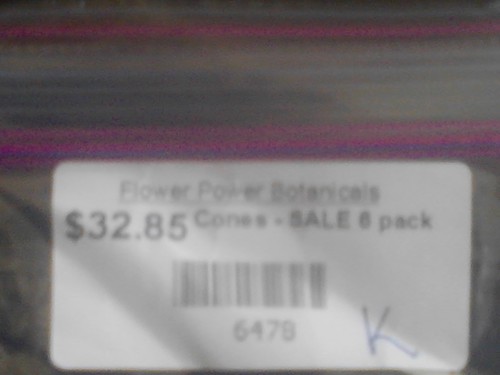 Flower Power Botanicals
$32.85 Cones - SALE 6 pack
6478
K